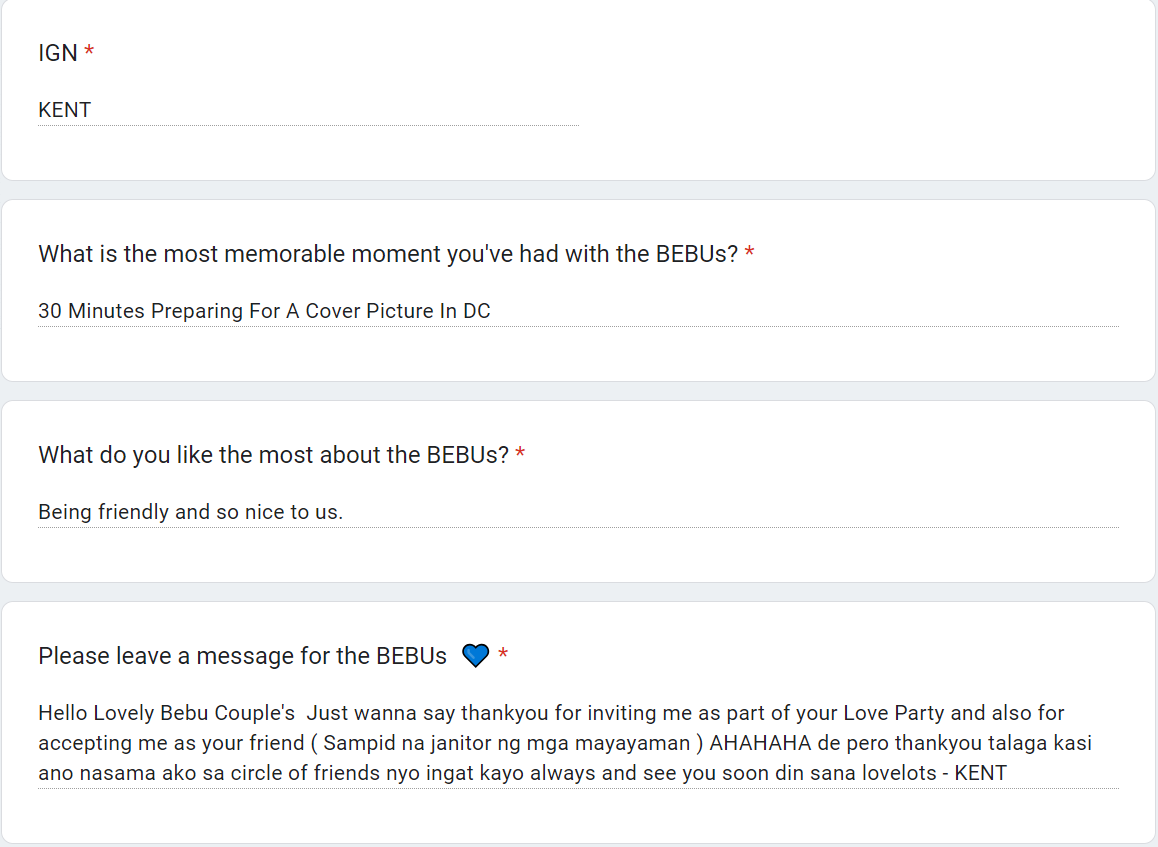 IGN *
KENT
What is the most memorable moment you've had with the BEBUs? *
30 Minutes Preparing For A Cover Picture In DC
What do you like the most about the BEBUs? *
Being friendly and so nice to us.
Please leave a message for the BEBUs 💙 *
Hello Lovely Bebu Couple's  Just wanna say thankyou for inviting me as part of your Love Party and also for
accepting me as your friend ( Sampid na janitor ng mga mayayaman ) AHAHAHA de pero thankyou talaga kasi
ano nasama ako sa circle of friends nyo ingat kayo always and see you soon din sana lovelots - KENT